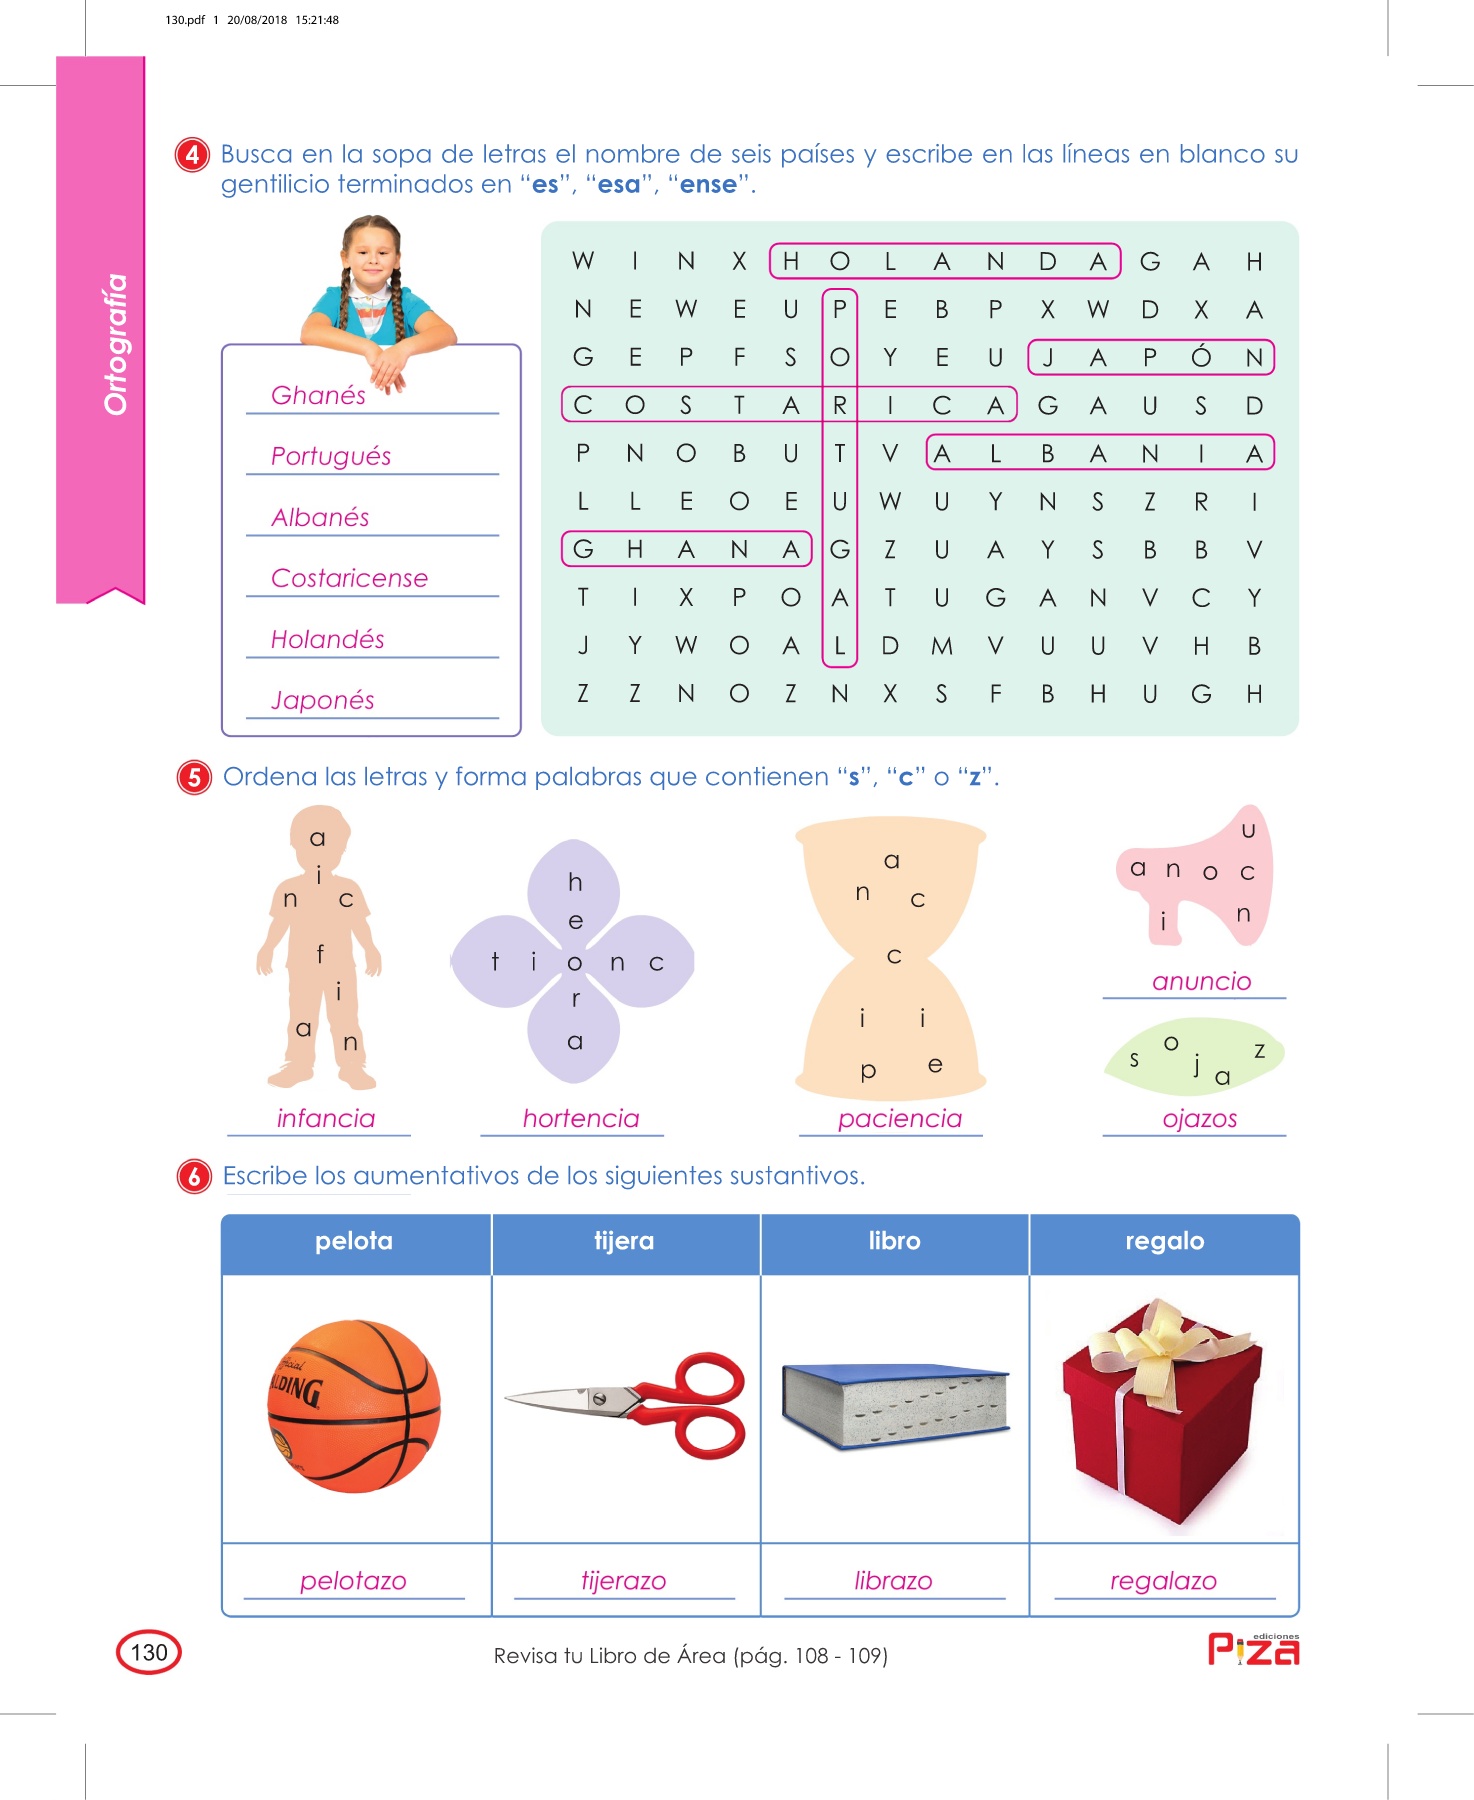 130.pdf 1 20/08/2018 15:21:48
Ortografía
4 Busca en la sopa de letras el nombre de seis países y escribe en las líneas en blanco su
gentilicio terminados en “es”, “esa”, “ense”.
Ghanés
Portugués
Albanés
Costaricense
Holandés
Japonés
W I N X H O L A N D A G A H
N E W E U P E B P X W D X A
G E P F S O Y E U J A P Ó N
C O S T A R I C A G A U S D
P N O B U T V A L B A N I A
L L E O E U W U Y N S Z R I
G H A N A G Z U A Y S B B V
T I X P O A T U G A N V C Y
J Y W O A L D M V U U V H B
Z Z N O Z N X S F B H U G H
5 Ordena las letras y forma palabras que contienen “s”, “c” o “z”.
a
i
n c
f
i
a
n
infancia
h
e
t i o n c
r
a
hortencia
a
n c
c
i i
p e
paciencia
u
a n o c
i n
anuncio
s o j a z
ojazos
6 Escribe los aumentativos de los siguientes sustantivos.
pelota tijera libro regalo
official
ALDING
pelotazo tijerazo librazo regalazo
130
Revisa tu Libro de Área (pág. 108 - 109)
ediciones
Piza